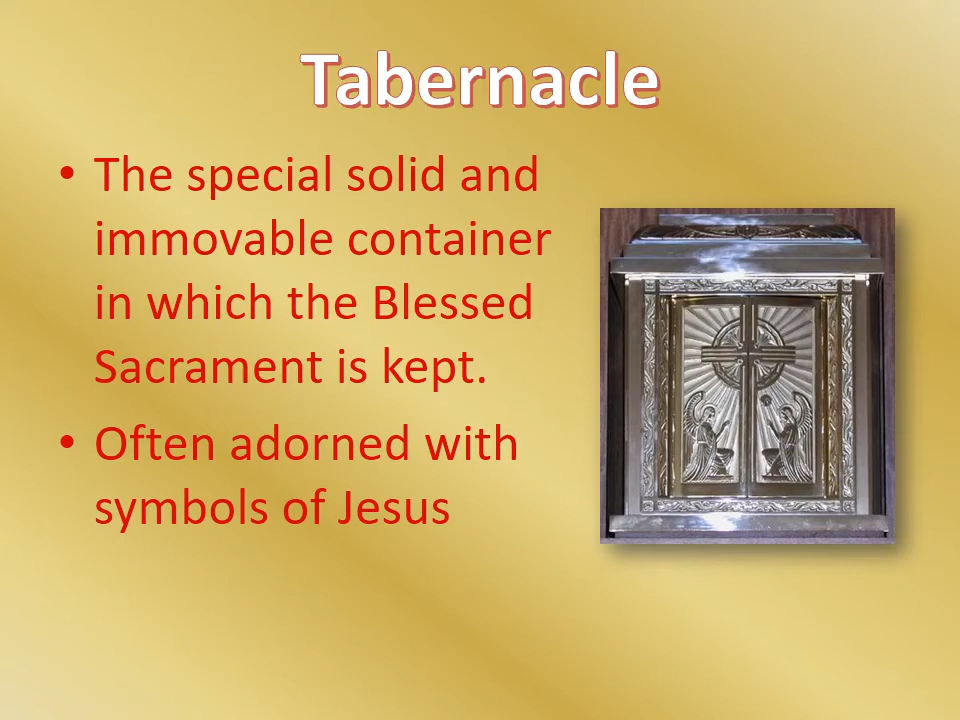 Tabernacle
• The special solid and
immovable container
in which the Blessed
Sacrament is kept.
• Often adorned with
symbols of Jesus